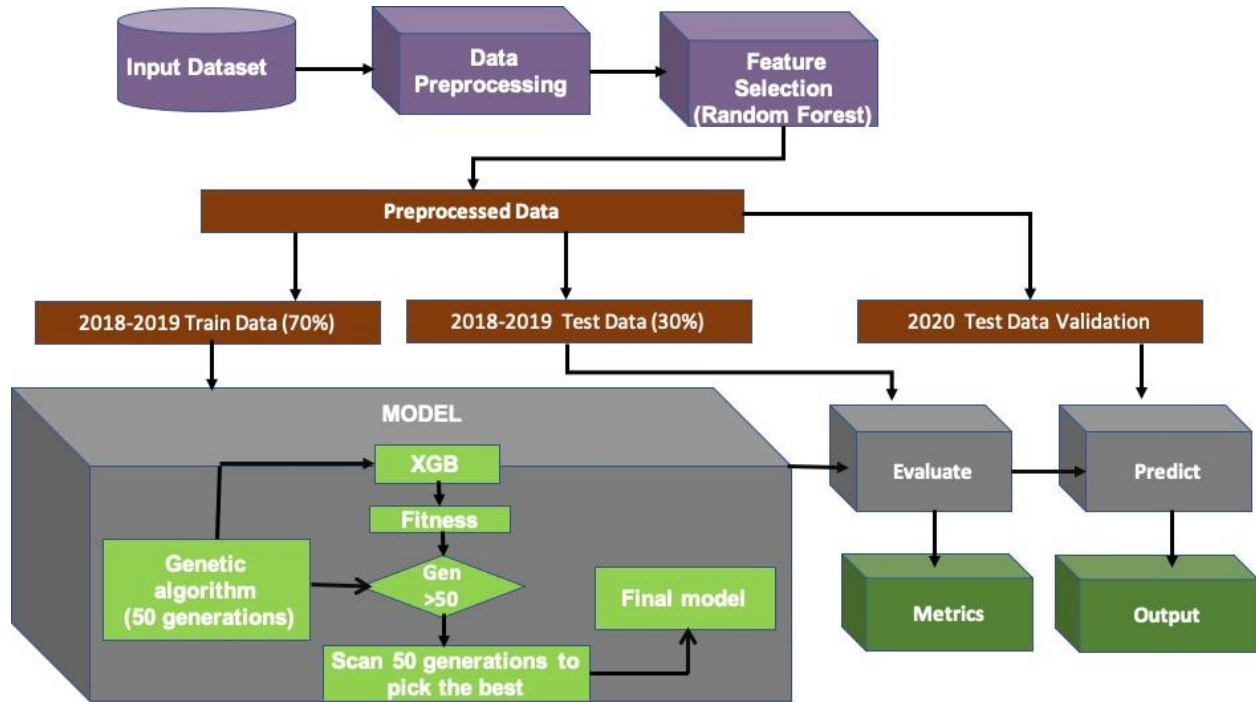 Input Dataset
Data
Preprocessing
Feature
Selection
(Random Forest)
Preprocessed Data
2018-2019 Train Data (70%)
2018-2019 Test Data (30%)
2020 Test Data Validation
MODEL
XGB
Fitness
Genetic
algorithm
(50 generations)
Gen
>50
Scan 50 generations to
pick the best
Final model
Evaluate
Predict
Metrics
Output